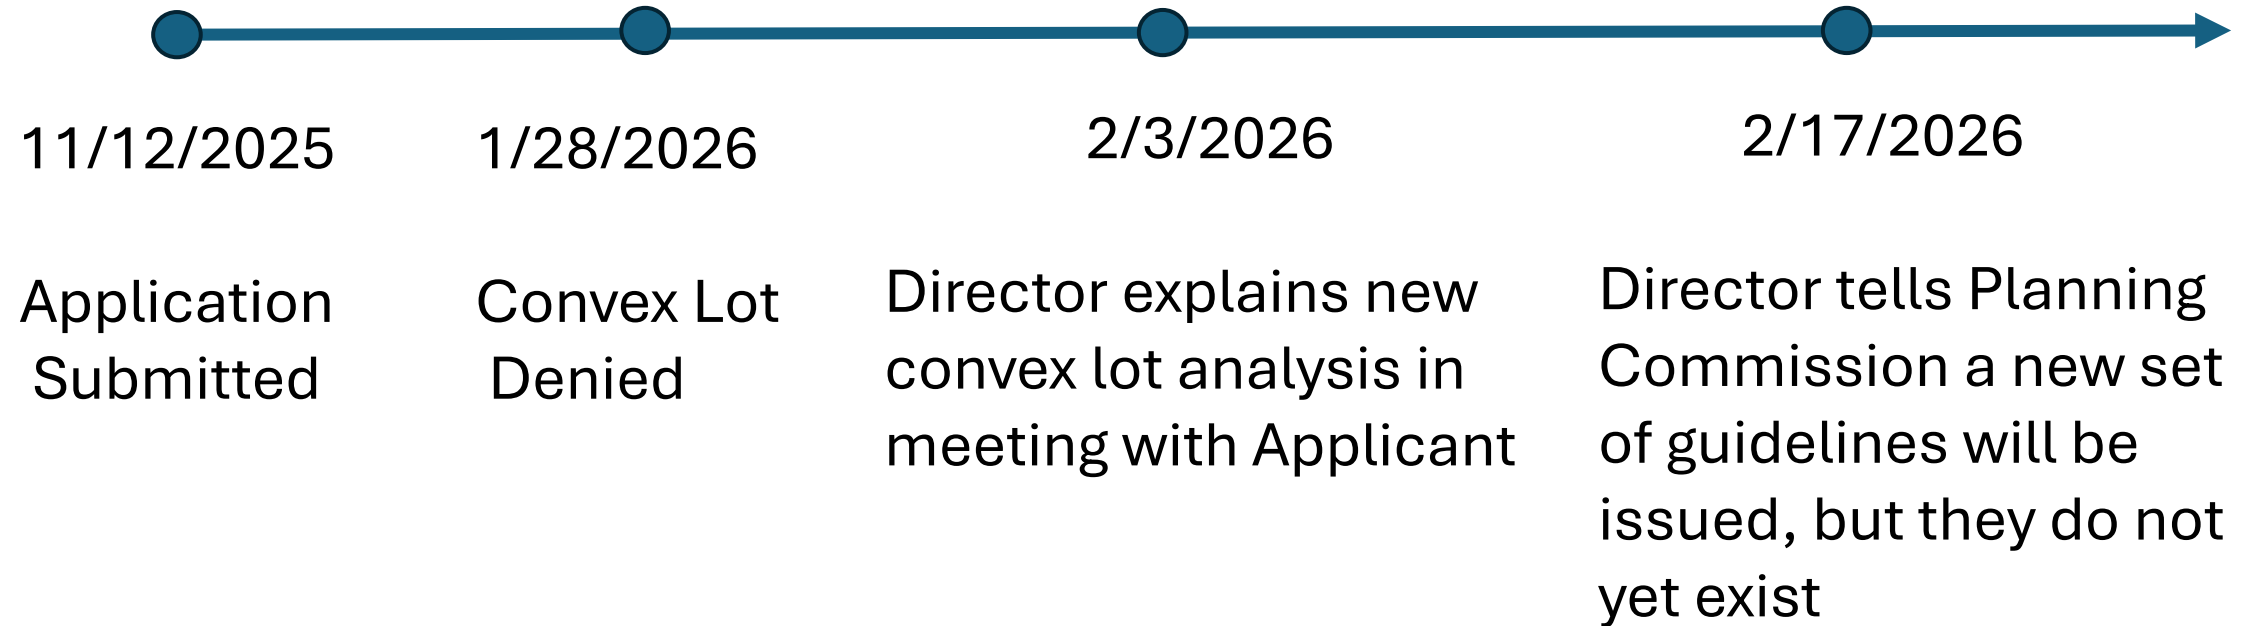 11/12/2025
Application
Submitted
1/28/2026
Convex Lot
Denied
2/3/2026
Director explains new
convex lot analysis in
meeting with Applicant
2/17/2026
Director tells Planning
Commission a new set
of guidelines will be
issued, but they do not
yet exist